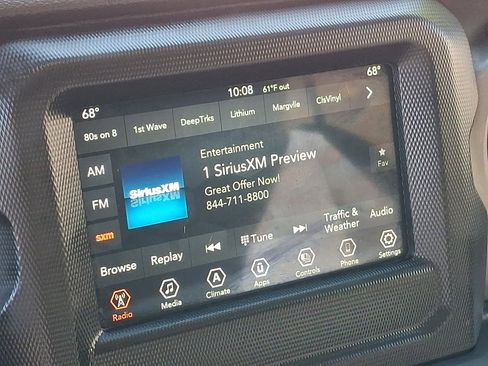 68° 10:08 61°F out 68°
80s on 8 1st Wave DeepTrks Lithium Margvlle ClsVinyl
Entertainment
AM
1 SiriusXM Preview
SiriusXM
Great Offer Now!
Fav
FM
844-711-8800
sxm
Browse Replay Tune Traffic & Weather Audio
Radio Media Climate Apps Controls Phone Settings